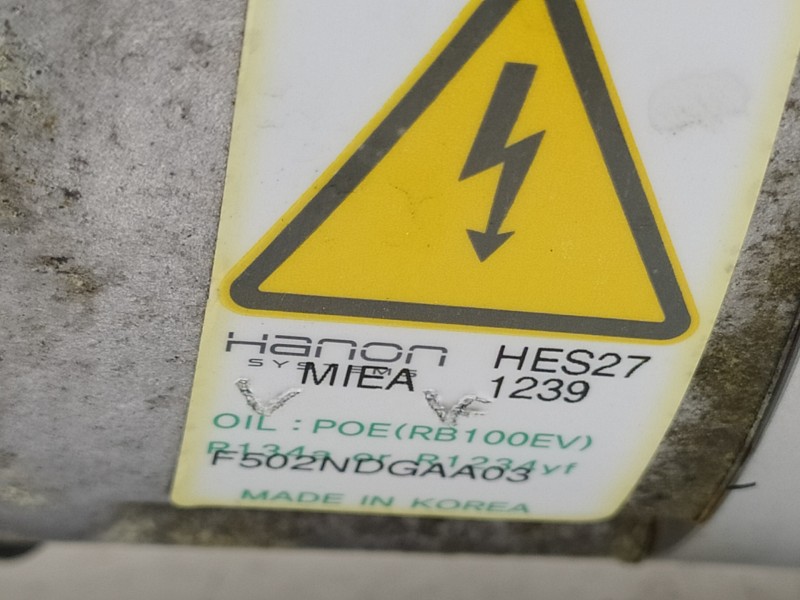 Hanon HES27
SYSTEMS
MIEA 1239
OIL : POE(RB100EV)
R134a or R1234yf
F502NDGAA03
MADE IN KOREA